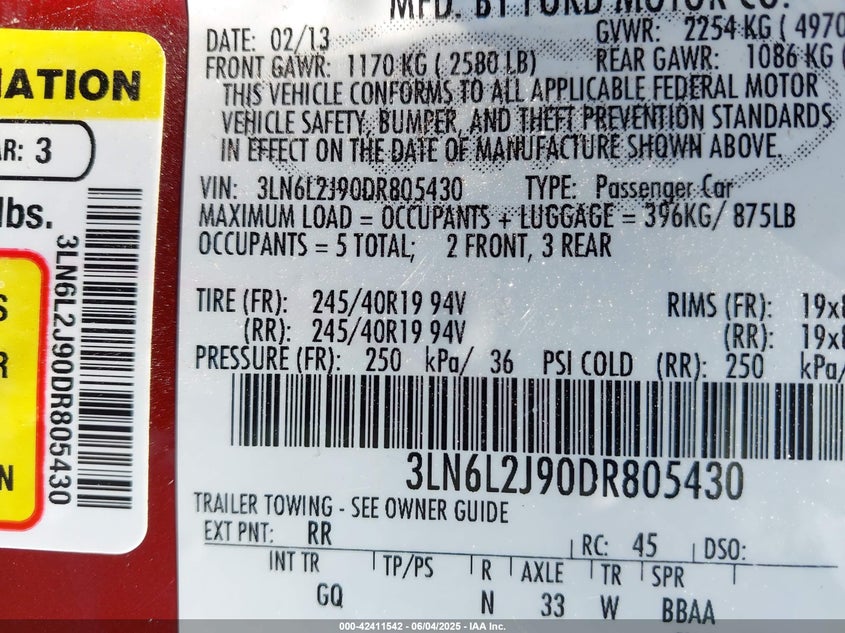 MFD. BY FORD MOTOR CO.
DATE: 02/13 GVWR: 2254 KG ( 4970
FRONT GAWR: 1170 KG ( 2580 LB) REAR GAWR: 1086 KG (
THIS VEHICLE CONFORMS TO ALL APPLICABLE FEDERAL MOTOR
VEHICLE SAFETY, BUMPER, AND THEFT PREVENTION STANDARDS
IN EFFECT ON THE DATE OF MANUFACTURE SHOWN ABOVE.
VIN: 3LN6L2J90DR805430 TYPE: Passenger Car
MAXIMUM LOAD = OCCUPANTS + LUGGAGE = 396KG/ 875LB
OCCUPANTS = 5 TOTAL; 2 FRONT, 3 REAR
TIRE (FR): 245/40R19 94V RIMS (FR): 19x8
(RR): 245/40R19 94V (RR): 19x8
PRESSURE (FR): 250 kPa/ 36 PSI COLD (RR): 250 kPa/
3LN6L2J90DR805430
TRAILER TOWING - SEE OWNER GUIDE
EXT PNT: RR RC: 45 DSO:
INT TR TP/PS R AXLE TR SPR
GQ N 33 W BBAA
AR: 3
lbs.
3LN6L2J90DR805430
000-42411542 - 06/04/2025 - IAA Inc.